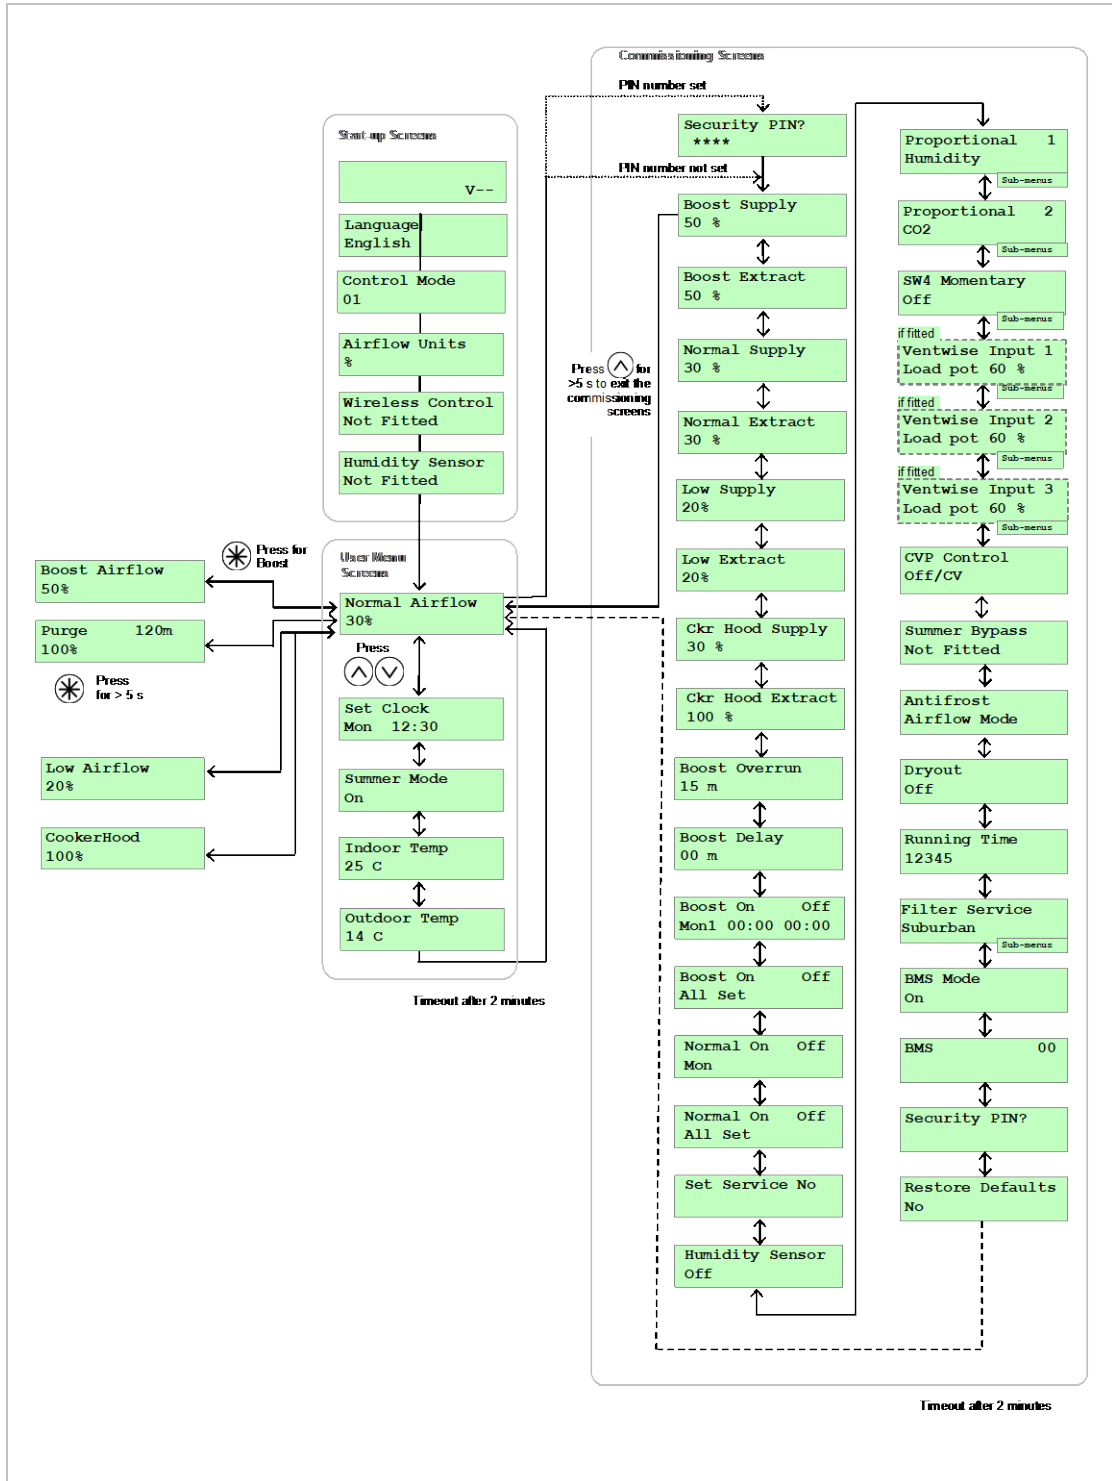 Commissioning Screens
PIN number set
Security PIN?
****
PIN number not set
Start-up Screens
V--
Language
English
Control Mode
01
Airflow Units
%
Wireless Control
Not Fitted
Humidity Sensor
Not Fitted
User Menu
Screens
Normal Airflow
30%
Press
Set Clock
Mon 12:30
Summer Mode
On
Indoor Temp
25 C
Outdoor Temp
14 C
Timeout after 2 minutes
Press for
Boost
Boost Airflow
50%
Purge 120m
100%
Press
for > 5 s
Low Airflow
20%
CookerHood
100%
Press for
>5 s to exit the
commissioning
screens
Boost Supply
50 %
Boost Extract
50 %
Normal Supply
30 %
Normal Extract
30 %
Low Supply
20%
Low Extract
20%
Ckr Hood Supply
30 %
Ckr Hood Extract
100 %
Boost Overrun
15 m
Boost Delay
00 m
Boost On Off
Mon1 00:00 00:00
Boost On Off
All Set
Normal On Off
Mon
Normal On Off
All Set
Set Service No
Humidity Sensor
Off
Proportional 1
Humidity
Sub-menus
Proportional 2
CO2
Sub-menus
SW4 Momentary
Off
Sub-menus
if fitted
Ventwise Input 1
Load pot 60 %
Sub-menus
if fitted
Ventwise Input 2
Load pot 60 %
Sub-menus
if fitted
Ventwise Input 3
Load pot 60 %
Sub-menus
CVP Control
Off/CV
Summer Bypass
Not Fitted
Antifrost
Airflow Mode
Dryout
Off
Running Time
12345
Filter Service
Suburban
Sub-menus
BMS Mode
On
BMS 00
Security PIN?
Restore Defaults
No
Timeout after 2 minutes